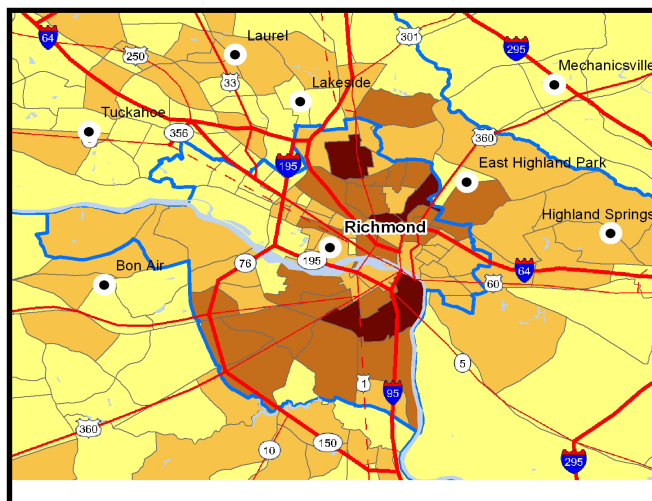 64
250
Laurel
301
295
Mechanicsville
33
Lakeside
Tuckahoe
356
360
195
East Highland Park
Richmond
Highland Springs
76
195
64
Bon Air
60
5
1
95
360
10
150
295